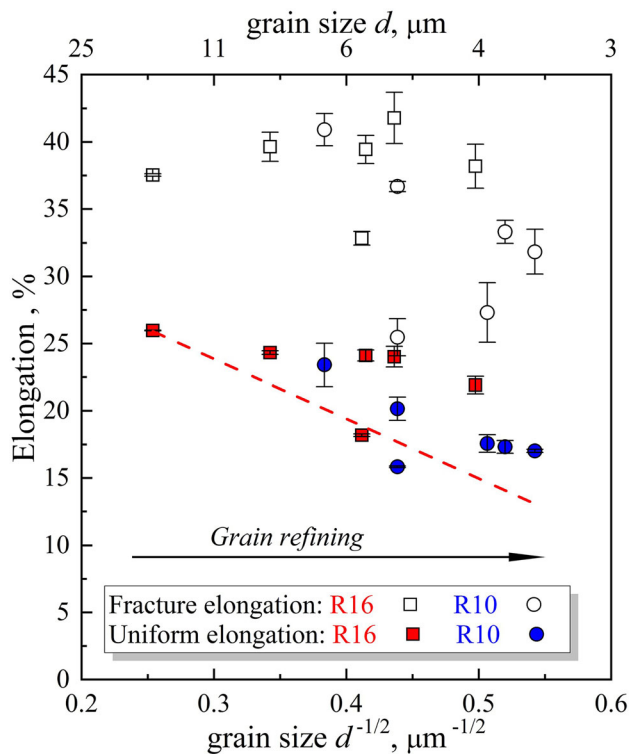 grain size d, μm
25 11 6 4 3
45
40
35
30
25
20
15
10
5
0
Elongation , %
Grain refining
Fracture elongation: R16 R10
Uniform elongation: R16 R10
0.2 0.3 0.4 0.5 0.6
grain size d⁻¹/², μm⁻¹/²